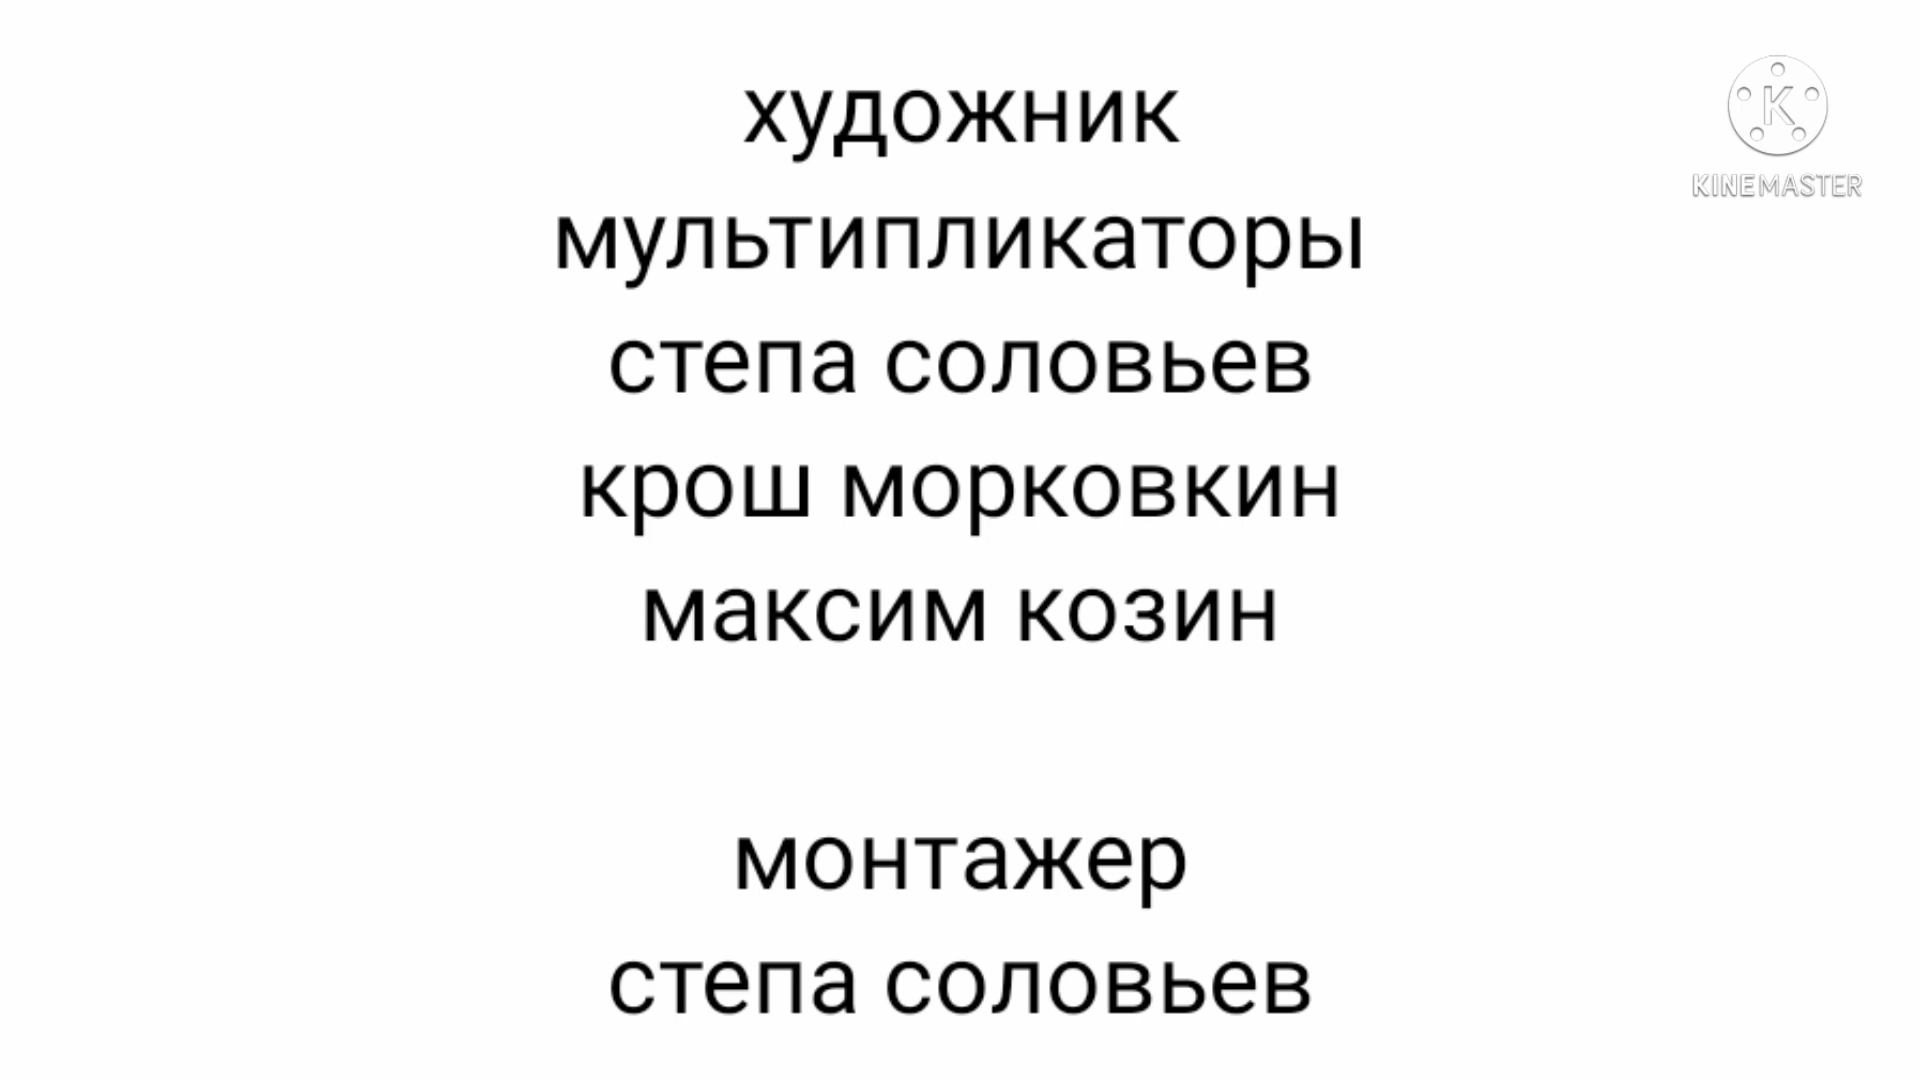 художник
мультипликаторы
степа соловьев
крош морковкин
максим козин
монтажер
степа соловьев
K
KINEMASTER